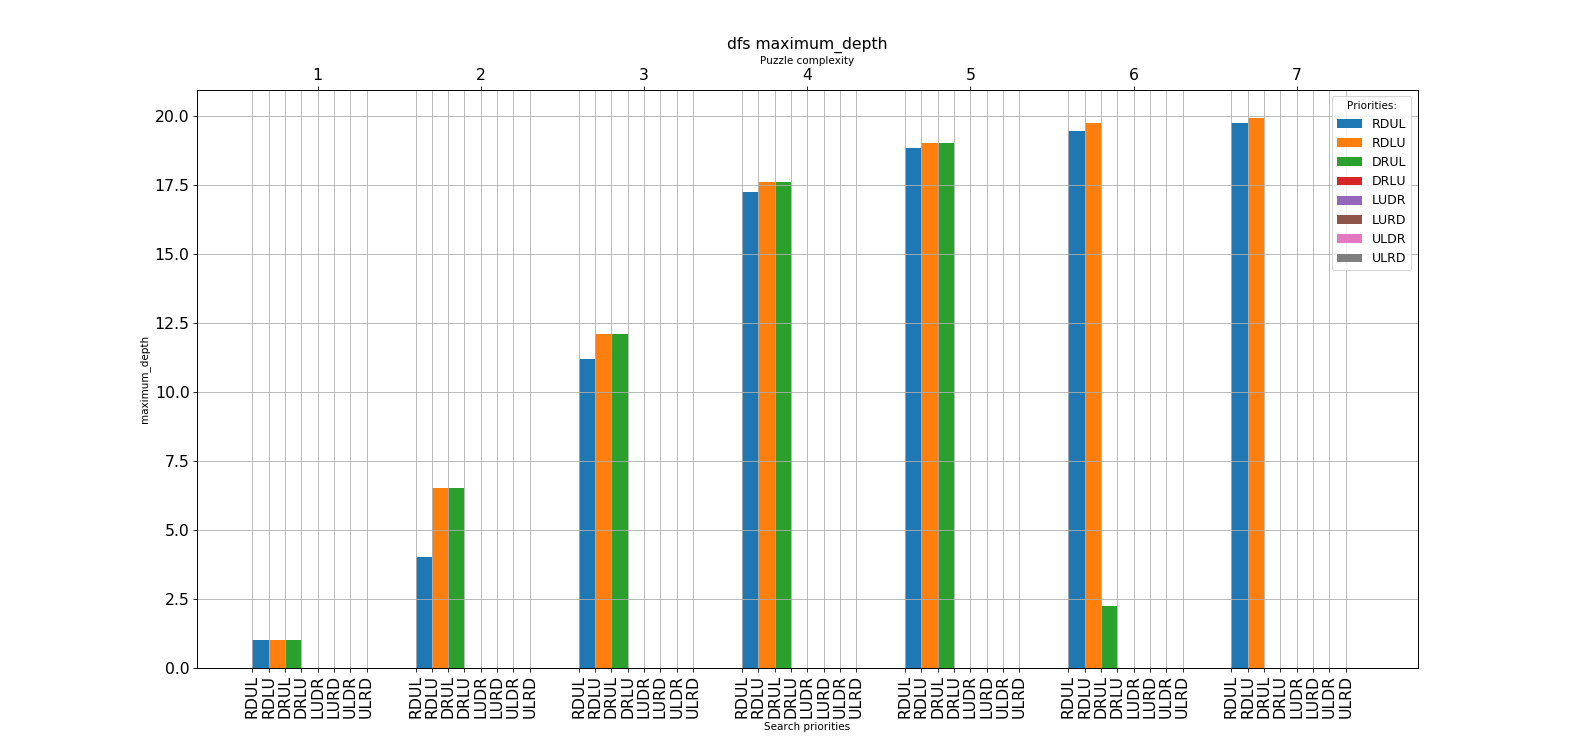 dfs maximum_depth
Puzzle complexity
1 2 3 4 5 6 7
20.0
17.5
15.0
12.5
10.0
7.5
5.0
2.5
0.0
maximum_depth
Priorities:
RDUL
RDLU
DRUL
DRLU
LUDR
LURD
ULDR
ULRD
RDUL RDLU DRUL DRLU LUDR LURD ULDR ULRD RDUL RDLU DRUL DRLU LUDR LURD ULDR ULRD RDUL RDLU DRUL DRLU LUDR LURD ULDR ULRD RDUL RDLU DRUL DRLU LUDR LURD ULDR ULRD RDUL RDLU DRUL DRLU LUDR LURD ULDR ULRD RDUL RDLU DRUL DRLU LUDR LURD ULDR ULRD RDUL RDLU DRUL DRLU LUDR LURD ULDR ULRD
Search priorities